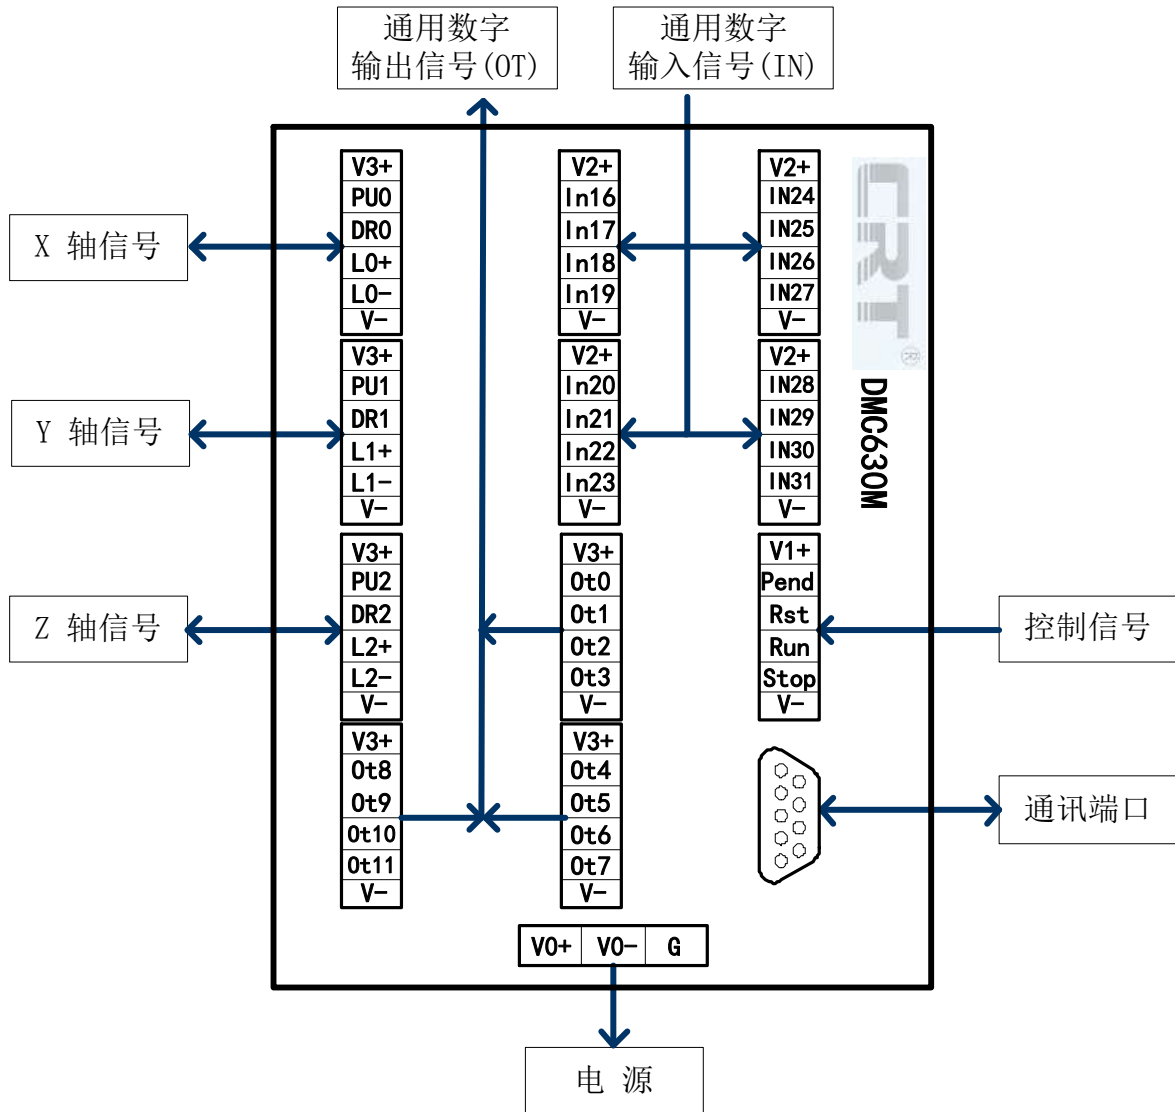 通用数字
输出信号(OT)
通用数字
输入信号(IN)
X 轴信号
Y 轴信号
Z 轴信号
V3+
PU0
DR0
L0+
L0-
V-
V3+
PU1
DR1
L1+
L1-
V-
V3+
PU2
DR2
L2+
L2-
V-
V3+
Ot8
Ot9
Ot10
Ot11
V-
V2+
In16
In17
In18
In19
V-
V2+
In20
In21
In22
In23
V-
V3+
Ot0
Ot1
Ot2
Ot3
V-
V3+
Ot4
Ot5
Ot6
Ot7
V-
V2+
IN24
IN25
IN26
IN27
V-
V2+
IN28
IN29
IN30
IN31
V-
V1+
Pend
Rst
Run
Stop
V-
CRT®
DMC630M
控制信号
通讯端口
V0+ V0- G
电 源